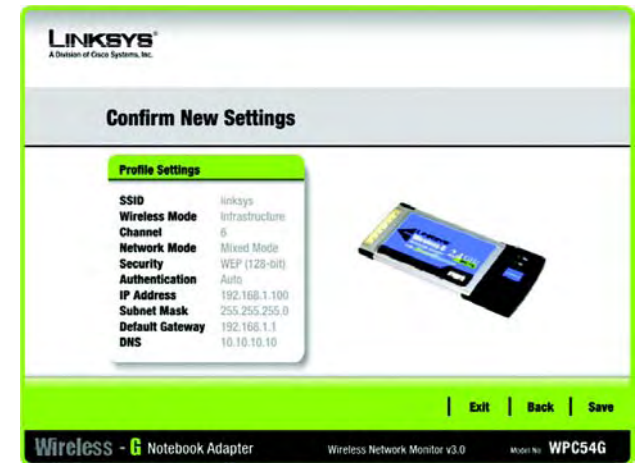 LINKSYS®
A Division of Cisco Systems, Inc.
Confirm New Settings
Profile Settings
SSID linksys
Wireless Mode Infrastructure
Channel 6
Network Mode Mixed Mode
Security WEP (128-bit)
Authentication Auto
IP Address 192.168.1.100
Subnet Mask 255.255.255.0
Default Gateway 192.168.1.1
DNS 10.10.10.10
LINKSYS
Wireless-G
Exit | Back | Save
Wireless - G Notebook Adapter Wireless Network Monitor v3.0 Model No. WPC54G